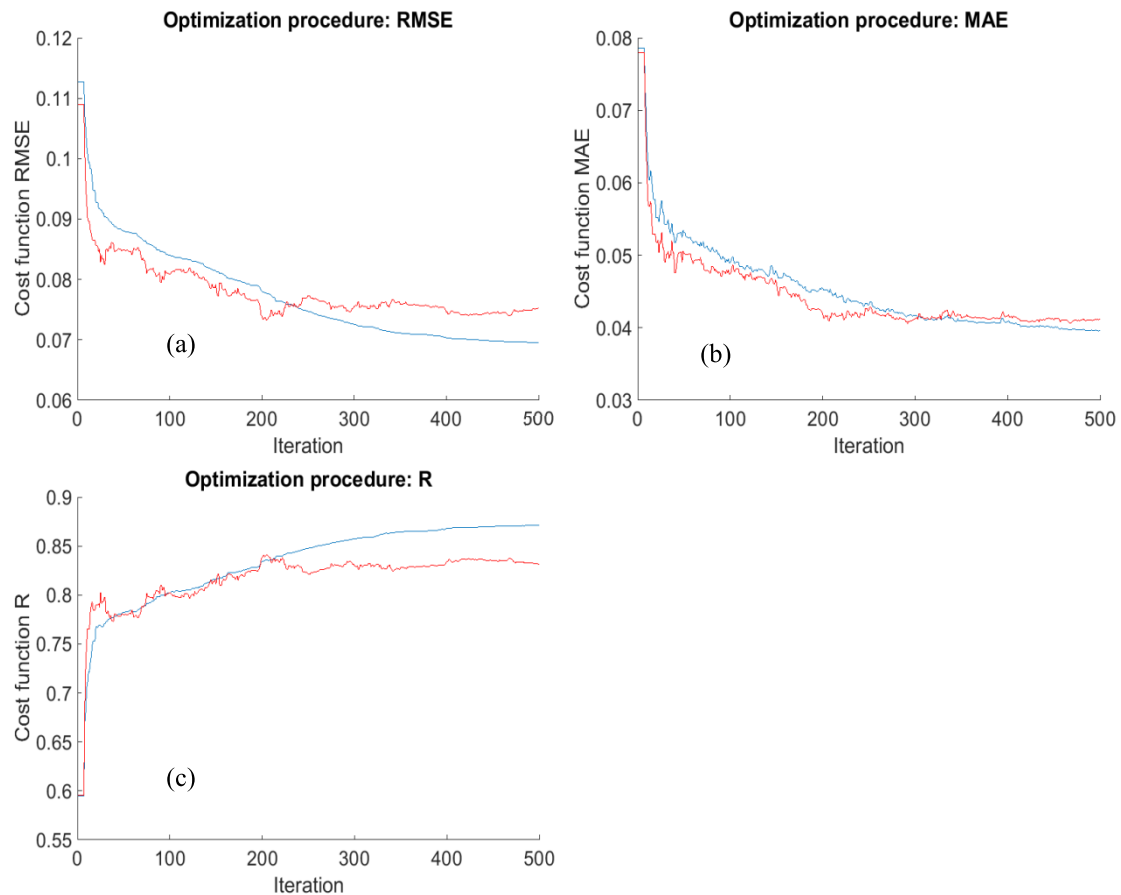 Optimization procedure: RMSE
0.12
0.11
0.1
0.09
0.08
0.07
0.06
Cost function RMSE
(a)
0 100 200 300 400 500
Iteration
Optimization procedure: MAE
0.08
0.07
0.06
0.05
0.04
0.03
Cost function MAE
(b)
0 100 200 300 400 500
Iteration
Optimization procedure: R
0.9
0.85
0.8
0.75
0.7
0.65
0.6
0.55
Cost function R
(c)
0 100 200 300 400 500
Iteration